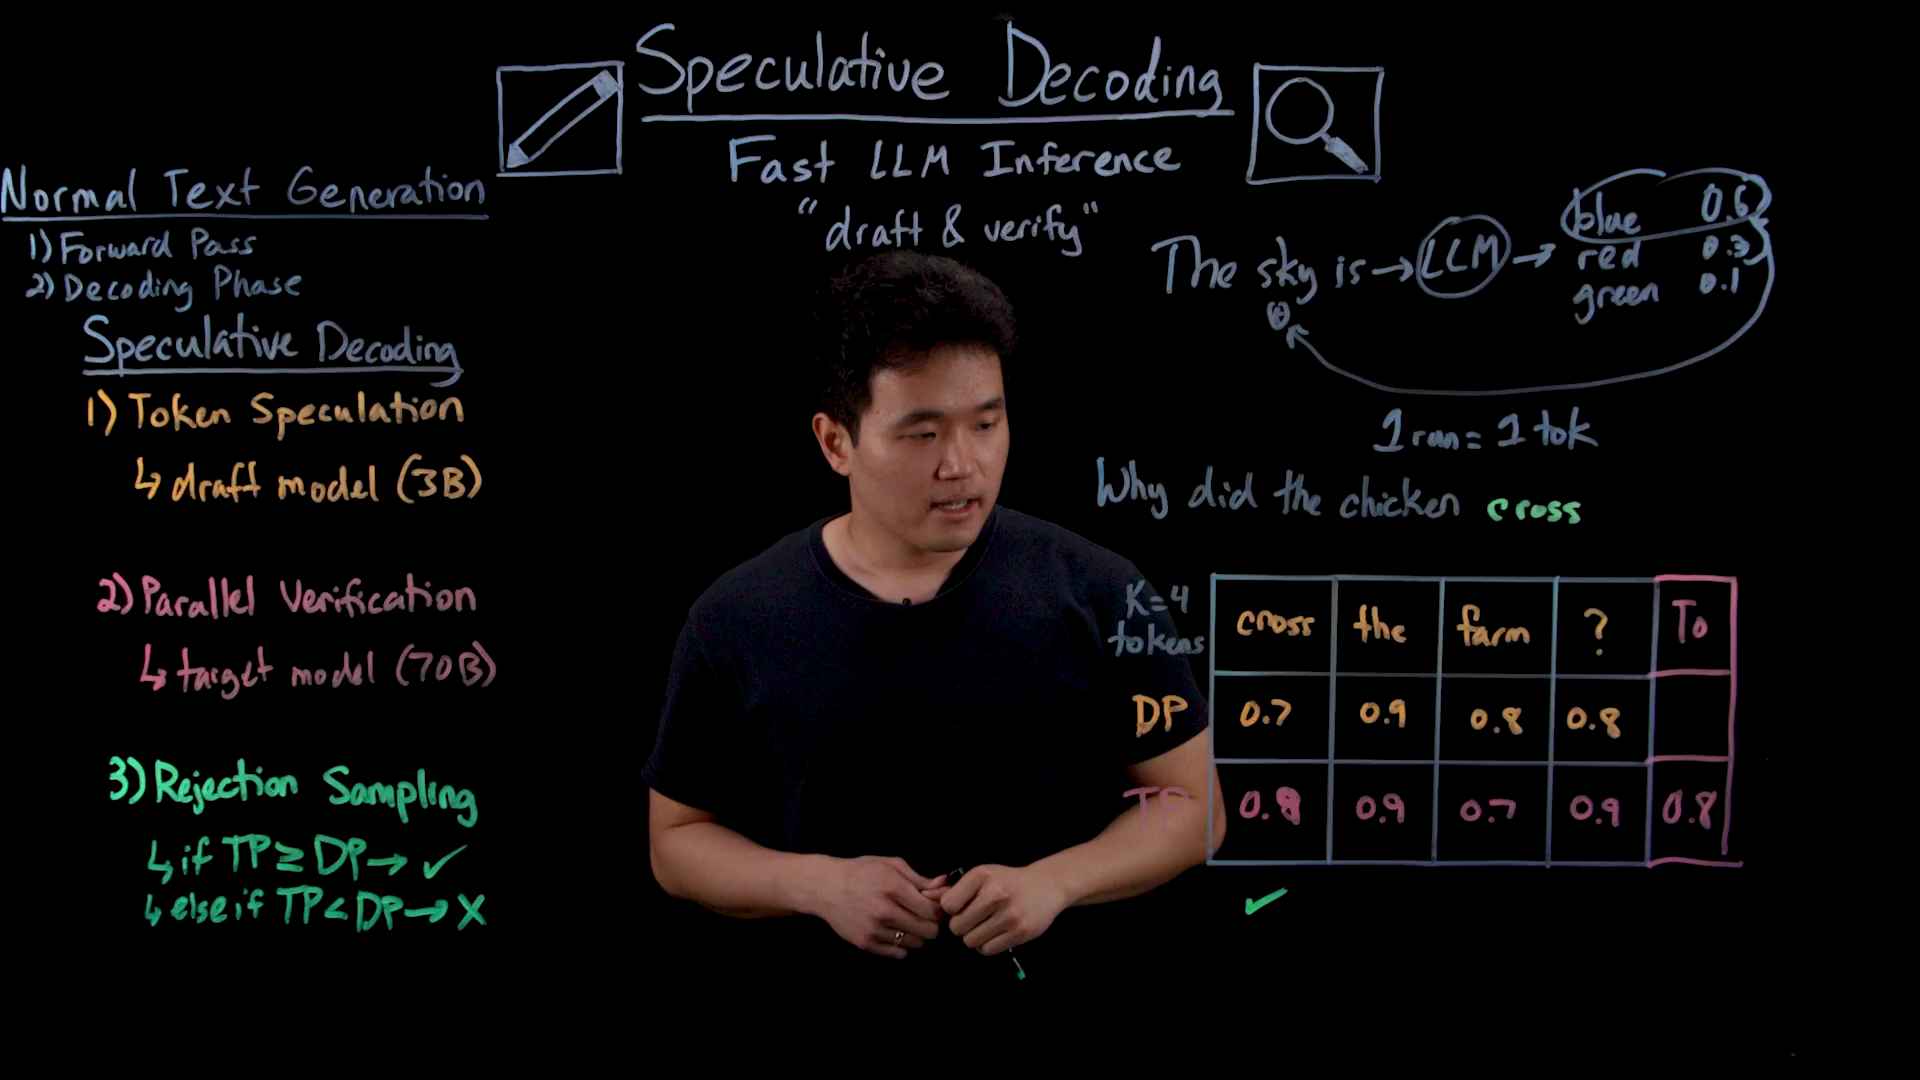 Speculative Decoding
Fast LLM Inference
"draft & verify"
Normal Text Generation
1) Forward Pass
2) Decoding Phase
Speculative Decoding
1) Token Speculation
↳ draft model (3B)
2) Parallel Verification
↳ target model (70B)
3) Rejection Sampling
↳ if TP ≥ DP → ✓
↳ else if TP < DP → X
The sky is → LLM →
blue 0.6
red 0.3
green 0.1
1 run = 1 tok
Why did the chicken cross
K=4 tokens
cross the farm ? To
DP 0.7 0.9 0.8 0.8
TP 0.8 0.9 0.7 0.9 0.8
✓